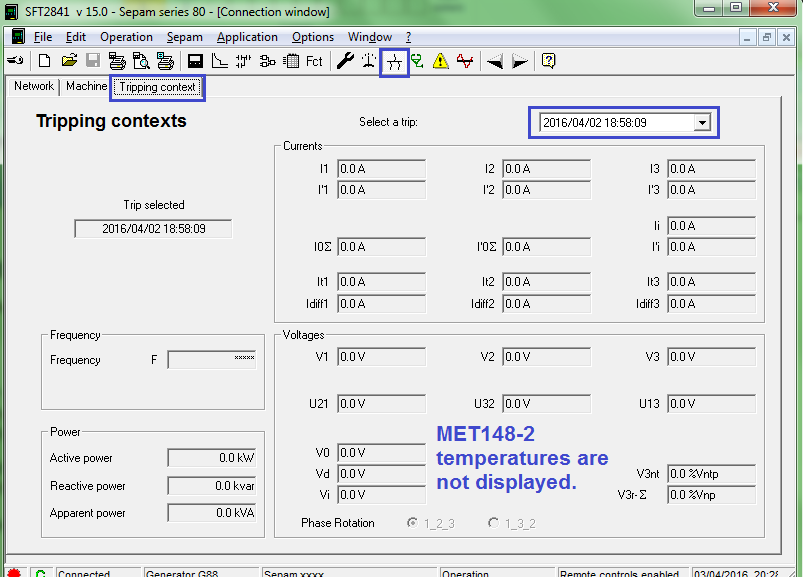 SFT2841 v 15.0 - Sepam series 80 - [Connection window]
File Edit Operation Sepam Application Options Window ?
Fct
Network Machine Tripping context
Tripping contexts
Select a trip: 2016/04/02 18:58:09
Currents
I1 0.0 A I2 0.0 A I3 0.0 A
I'1 0.0 A I'2 0.0 A I'3 0.0 A
Trip selected
2016/04/02 18:58:09
Ii 0.0 A
I0Σ 0.0 A I'0Σ 0.0 A I'i 0.0 A
It1 0.0 A It2 0.0 A It3 0.0 A
Idiff1 0.0 A Idiff2 0.0 A Idiff3 0.0 A
Frequency
Frequency F *****
Voltages
V1 0.0 V V2 0.0 V V3 0.0 V
U21 0.0 V U32 0.0 V U13 0.0 V
Power
Active power 0.0 kW
Reactive power 0.0 kvar
Apparent power 0.0 kVA
V0 0.0 V
Vd 0.0 V V3nt 0.0 %Vntp
Vi 0.0 V V3r-Σ 0.0 %Vnp
MET148-2
temperatures are
not displayed.
Phase Rotation 1_2_3 1_3_2
Connected Generator G88 Sepam xxxx Operation Remote controls enabled 03/04/2016 20:57